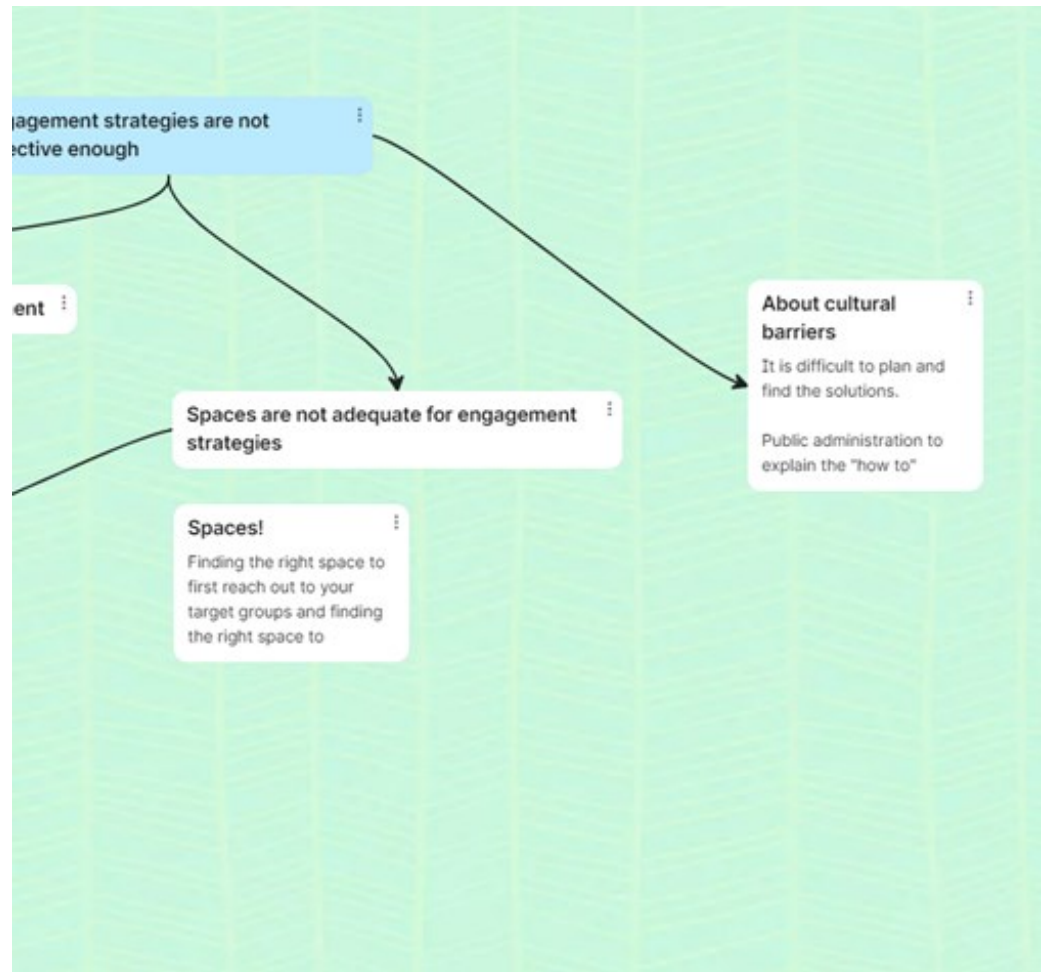 agement strategies are not
ective enough
ent
About cultural
barriers
It is difficult to plan and
find the solutions.
Public administration to
explain the "how to"
Spaces are not adequate for engagement
strategies
Spaces!
Finding the right space to
first reach out to your
target groups and finding
the right space to